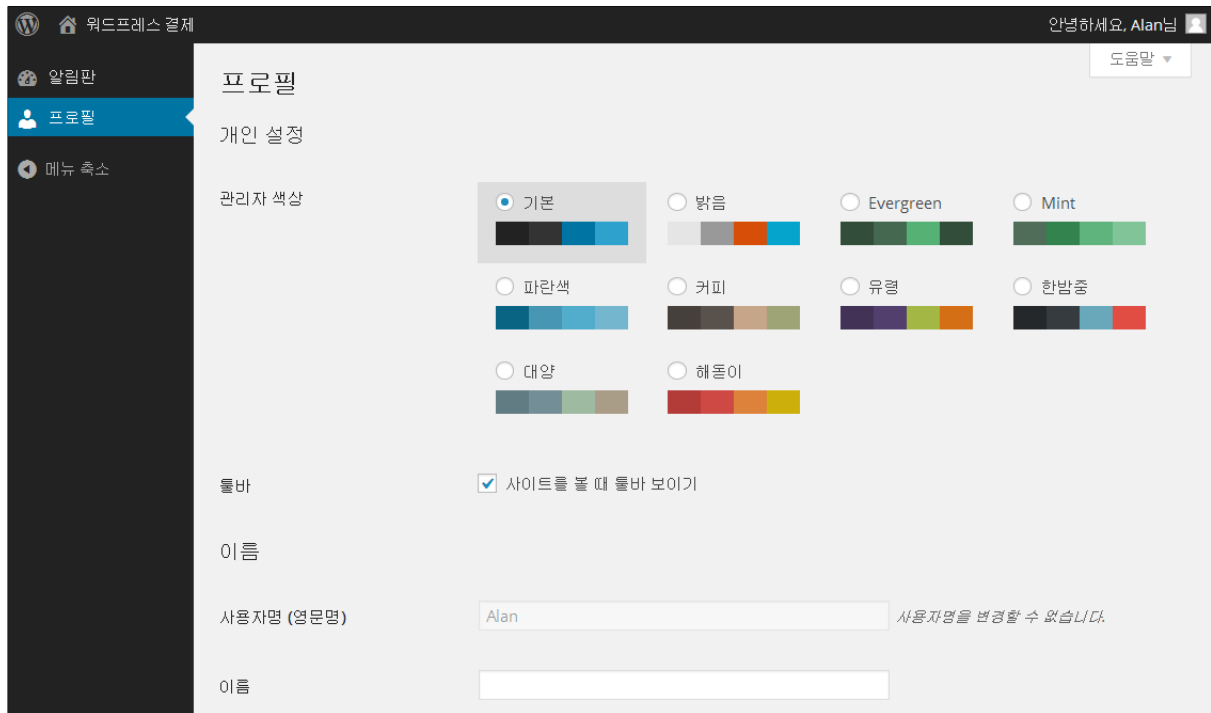 워드프레스 결제
안녕하세요, Alan님
도움말
알림판
프로필
메뉴 축소
프로필
개인 설정
관리자 색상
기본
밝음
Evergreen
Mint
파란색
커피
유령
한밤중
대양
해돋이
툴바
사이트를 볼 때 툴바 보이기
이름
사용자명 (영문명)
Alan
사용자명을 변경할 수 없습니다.
이름